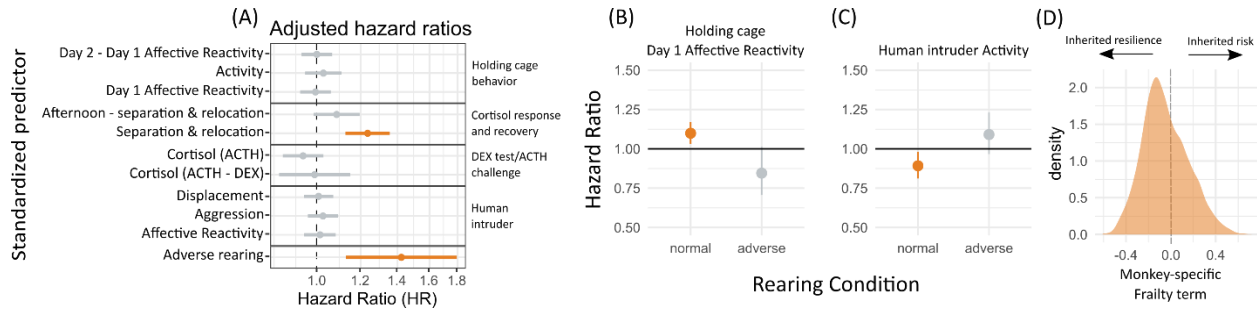 (A)
Adjusted hazard ratios
Standardized predictor
Day 2 - Day 1 Affective Reactivity
Activity
Day 1 Affective Reactivity
Afternoon - separation & relocation
Separation & relocation
Cortisol (ACTH)
Cortisol (ACTH - DEX)
Displacement
Aggression
Affective Reactivity
Adverse rearing
Holding cage
behavior
Cortisol response
and recovery
DEX test/ACTH
challenge
Human
intruder
1.0 1.2 1.4 1.6 1.8
Hazard Ratio (HR)
(B)
Holding cage
Day 1 Affective Reactivity
Hazard Ratio
1.50
1.25
1.00
0.75
0.50
normal adverse
(C)
Human intruder Activity
1.50
1.25
1.00
0.75
0.50
normal adverse
Rearing Condition
(D)
Inherited resilience Inherited risk
density
2.0
1.5
1.0
0.5
0.0
-0.4 0.0 0.4
Monkey-specific
Frailty term